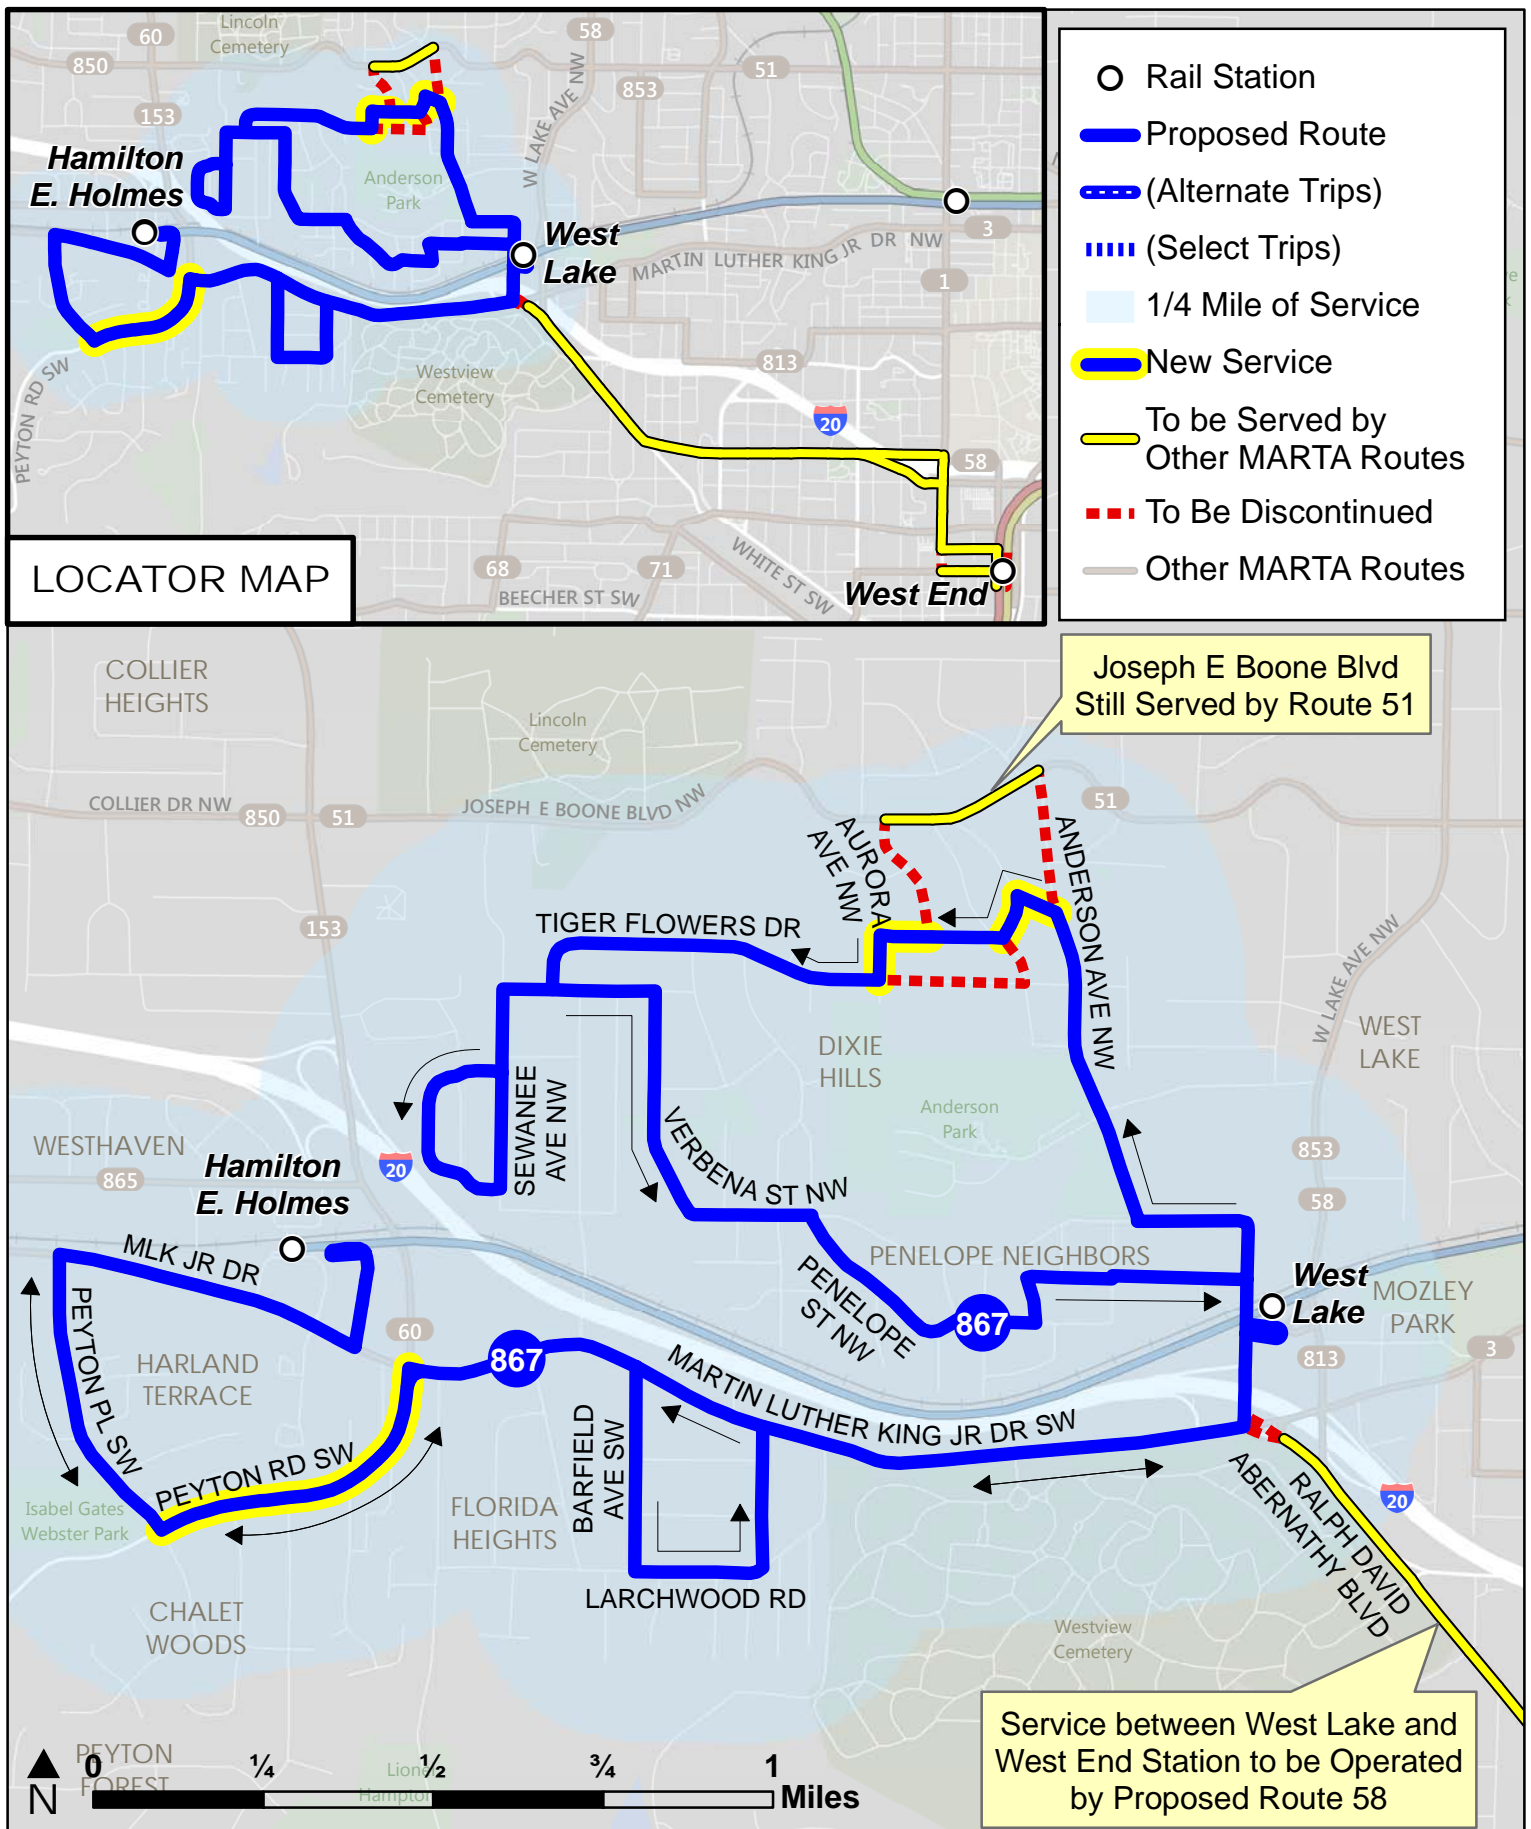 Lincoln
Cemetery
60
850
153
58
51
853
W LAKE AVE NW
Hamilton
E. Holmes
Anderson
Park
West
Lake
MARTIN LUTHER KING JR DR NW
3
1
813
PEYTON RD SW
Westview
Cemetery
20
58
68
71
WHITE ST SW
BEECHER ST SW
West End
LOCATOR MAP
Rail Station
Proposed Route
(Alternate Trips)
(Select Trips)
1/4 Mile of Service
New Service
To be Served by
Other MARTA Routes
To Be Discontinued
Other MARTA Routes
COLLIER
HEIGHTS
Lincoln
Cemetery
Joseph E Boone Blvd
Still Served by Route 51
COLLIER DR NW
850
51
JOSEPH E BOONE BLVD NW
51
AURORA
AVE NW
ANDERSON AVE NW
153
TIGER FLOWERS DR
W LAKE AVE NW
DIXIE
HILLS
WEST
LAKE
SEWANEE
AVE NW
Anderson
Park
VERBENA ST NW
WESTHAVEN
865
20
853
58
Hamilton
E. Holmes
MLK JR DR
PENELOPE NEIGHBORS
PENELOPE
ST NW
867
West
Lake
MOZLEY
PARK
PEYTON PL SW
60
HARLAND
TERRACE
867
813
3
MARTIN LUTHER KING JR DR SW
BARFIELD
AVE SW
PEYTON RD SW
Isabel Gates
Webster Park
FLORIDA
HEIGHTS
20
RALPH DAVID
ABERNATHY BLVD
LARCHWOOD RD
CHALET
WOODS
Westview
Cemetery
Service between West Lake and
West End Station to be Operated
by Proposed Route 58
PEYTON
FOREST
Lionel
Hampton
N
0 ¼ ½ ¾ 1
Miles